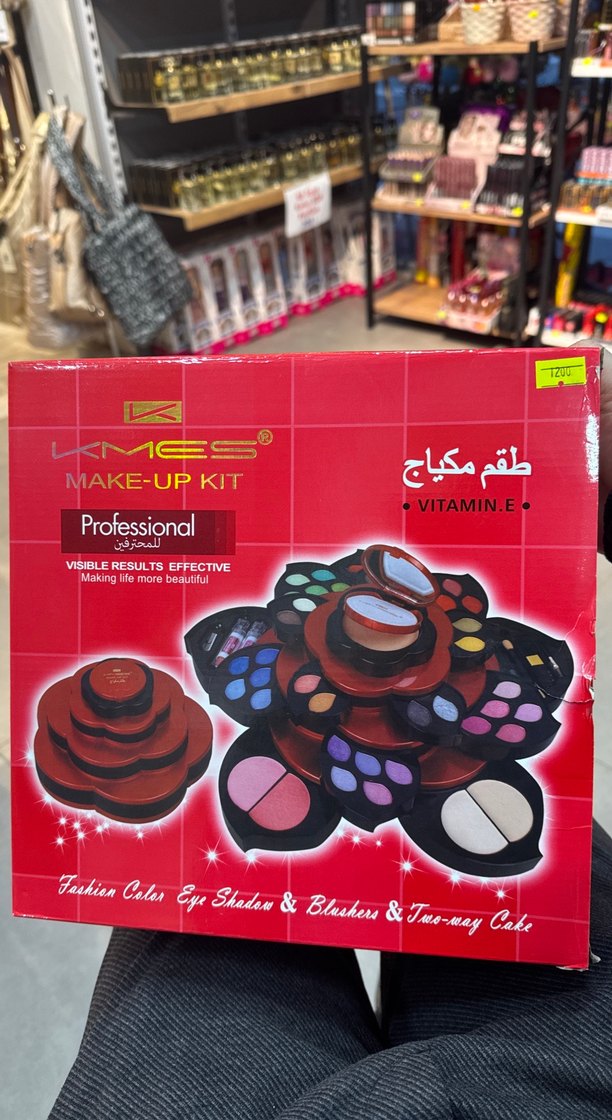 1200
KMES®
MAKE-UP KIT
طقم مكياج
• VITAMIN.E •
Professional
للمحترفين
VISIBLE RESULTS EFFECTIVE
Making life more beautiful
Fashion Color Eye Shadow & Blushers & Two-way Cake